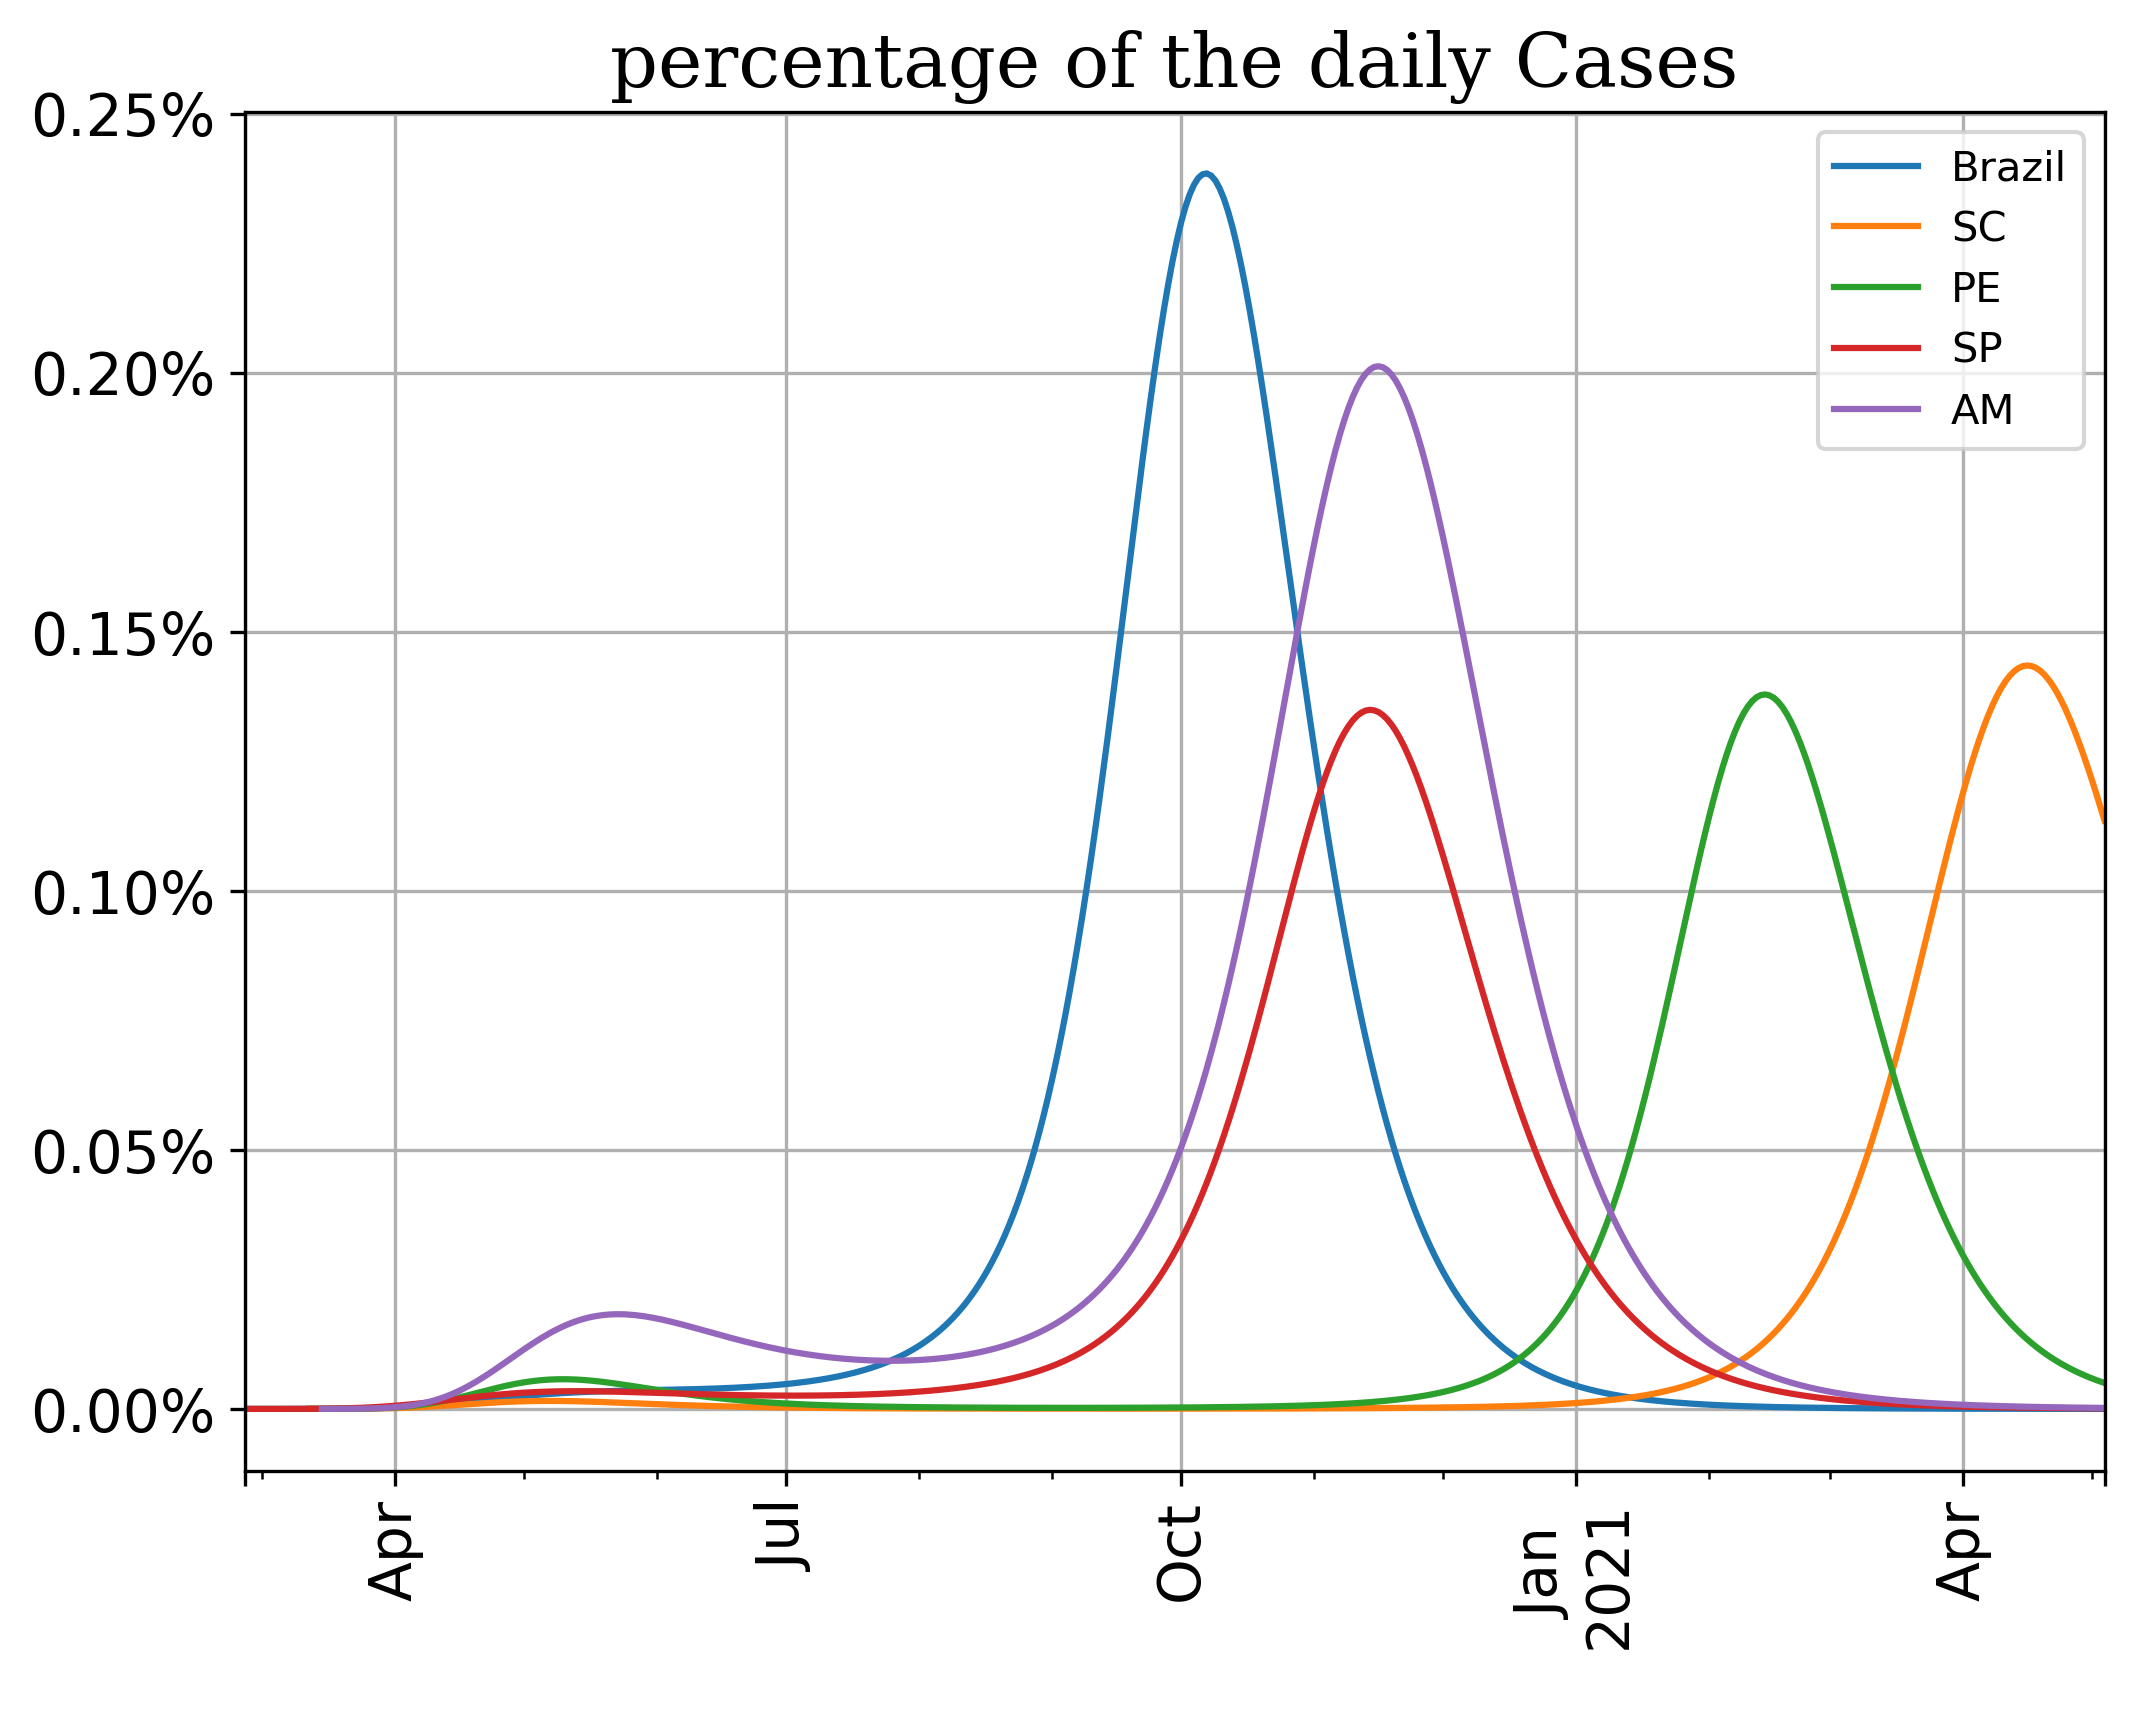 percentage of the daily Cases
0.25%
0.20%
0.15%
0.10%
0.05%
0.00%
Brazil
SC
PE
SP
AM
Apr
Jul
Oct
Jan
2021
Apr